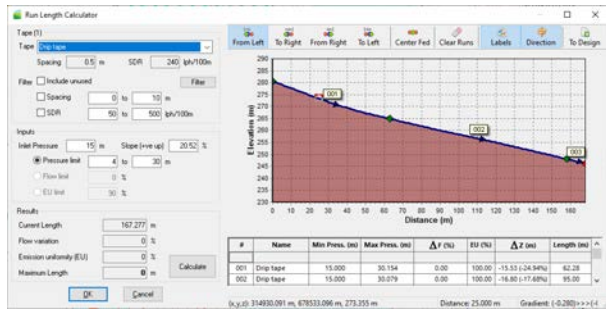 Run Length Calculator
Tape (1)
Tape Drip tape
Spacing 0.5 m SDR 240 lph/100m
Filter Include unused Filter
Spacing 0 to 10 m
SDR 50 to 500 lph/100m
Inputs
Inlet Pressure 15 m Slope (+ve up) 20.52 %
Pressure limit 4 to 30 m
Flow limit 0 %
EU limit 90 %
Results
Current Length 167.277 m
Flow variation 0 %
Emission uniformity (EU) 0 %
Maximum Length 0 m Calculate
OK Cancel
From Left To Right From Right To Left Center Fed Clear Runs Labels Direction To Design
Elevation (m)
290
285
280
275
270
265
260
255
250
245
240
235
230
001
002
003
0 10 20 30 40 50 60 70 80 90 100 110 120 130 140 150 160
Distance (m)
# Name Min Press. (m) Max Press. (m) ΔF (%) EU (%) ΔZ (m) Length (m)
001 Drip tape 15.000 30.154 0.00 100.00 -15.53 (-24.94%) 62.28
002 Drip tape 15.000 30.079 0.00 100.00 -16.80 (-17.68%) 95.00
(x,y,z): 314930.091 m, 678533.096 m, 273.355 m Distance: 25.000 m Gradient: (-0.280)>>>(-(